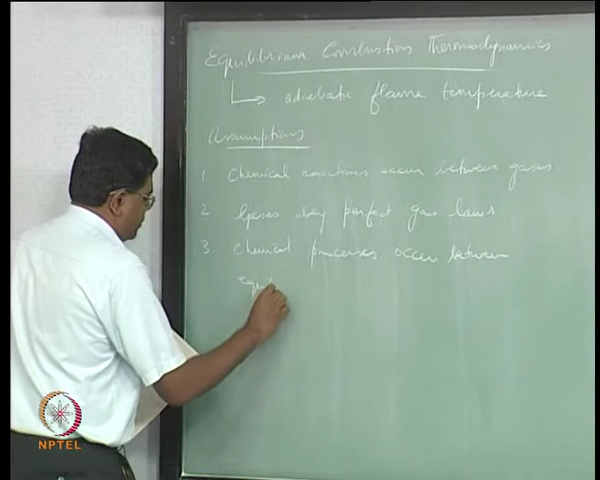 Equilibrium Combustion Thermodynamics
adiabatic flame temperature
Assumptions
1 Chemical reactions occur between gases
2 Gases obey perfect gas laws
3. Chemical processes occur between
Equi
NPTEL